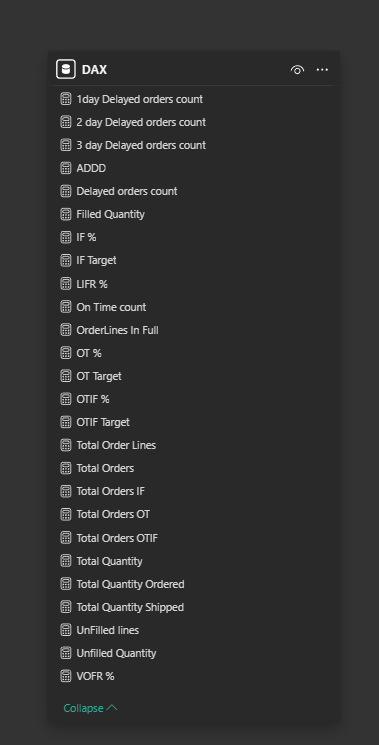 DAX
1day Delayed orders count
2 day Delayed orders count
3 day Delayed orders count
ADDD
Delayed orders count
Filled Quantity
IF %
IF Target
LIFR %
On Time count
OrderLines In Full
OT %
OT Target
OTIF %
OTIF Target
Total Order Lines
Total Orders
Total Orders IF
Total Orders OT
Total Orders OTIF
Total Quantity
Total Quantity Ordered
Total Quantity Shipped
UnFilled lines
Unfilled Quantity
VOFR %
Collapse